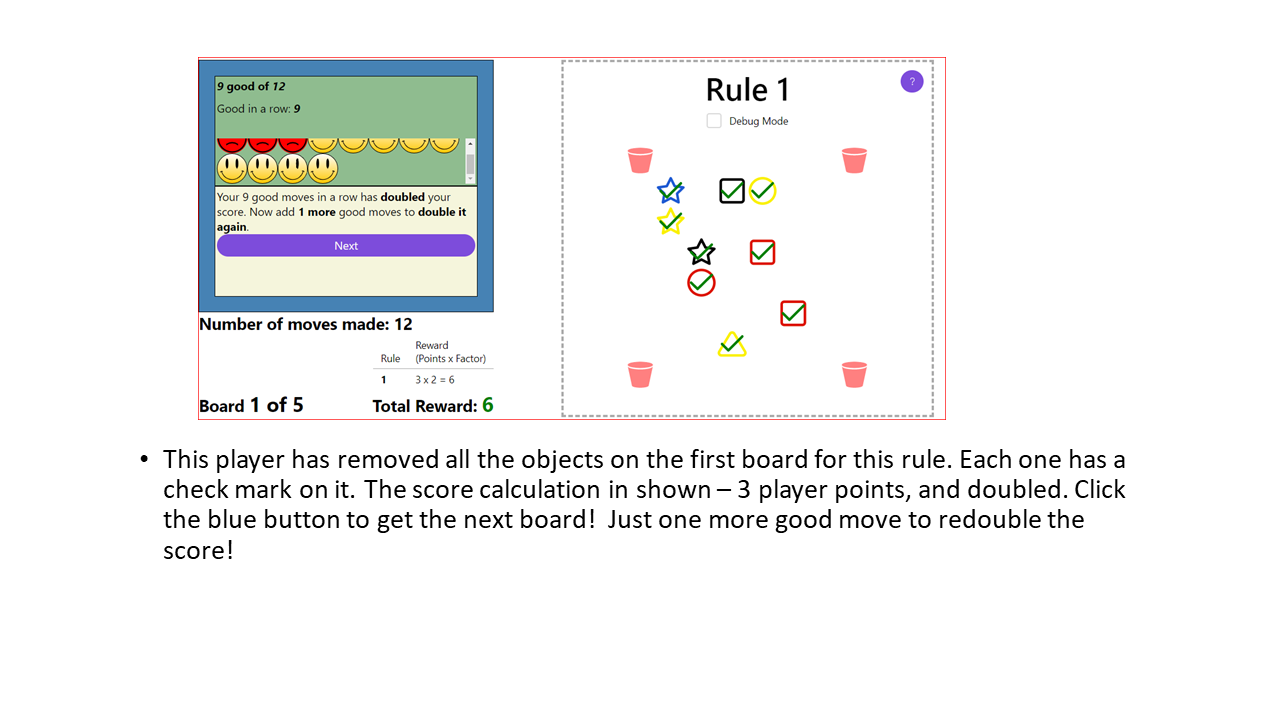 9 good of 12
Good in a row: 9
Your 9 good moves in a row has doubled your
score. Now add 1 more good moves to double it
again.
Next
Number of moves made: 12
Reward
Rule (Points x Factor)
1 3 x 2 = 6
Board 1 of 5 Total Reward: 6
Rule 1
?
Debug Mode
• This player has removed all the objects on the first board for this rule. Each one has a
check mark on it. The score calculation in shown – 3 player points, and doubled. Click
the blue button to get the next board! Just one more good move to redouble the
score!